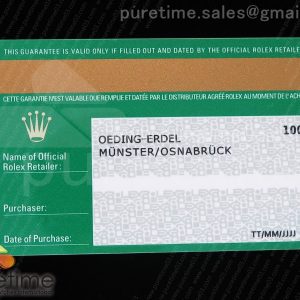 puretime.sales@gmai
THIS GUARANTEE IS VALID ONLY IF FILLED OUT AND DATED BY THE OFFICIAL ROLEX RETAILER
CETTE GARANTIE N'EST VALABLE QUE REMPLIE ET DATÉE PAR LE DISTRIBUTEUR AGRÉÉ ROLEX AU MOMENT DE L'ACH
Name of Official
Rolex Retailer:
OEDING-ERDEL
MÜNSTER/OSNABRÜCK
100
Purchaser:
Date of Purchase:
TT/MM/JJJJ